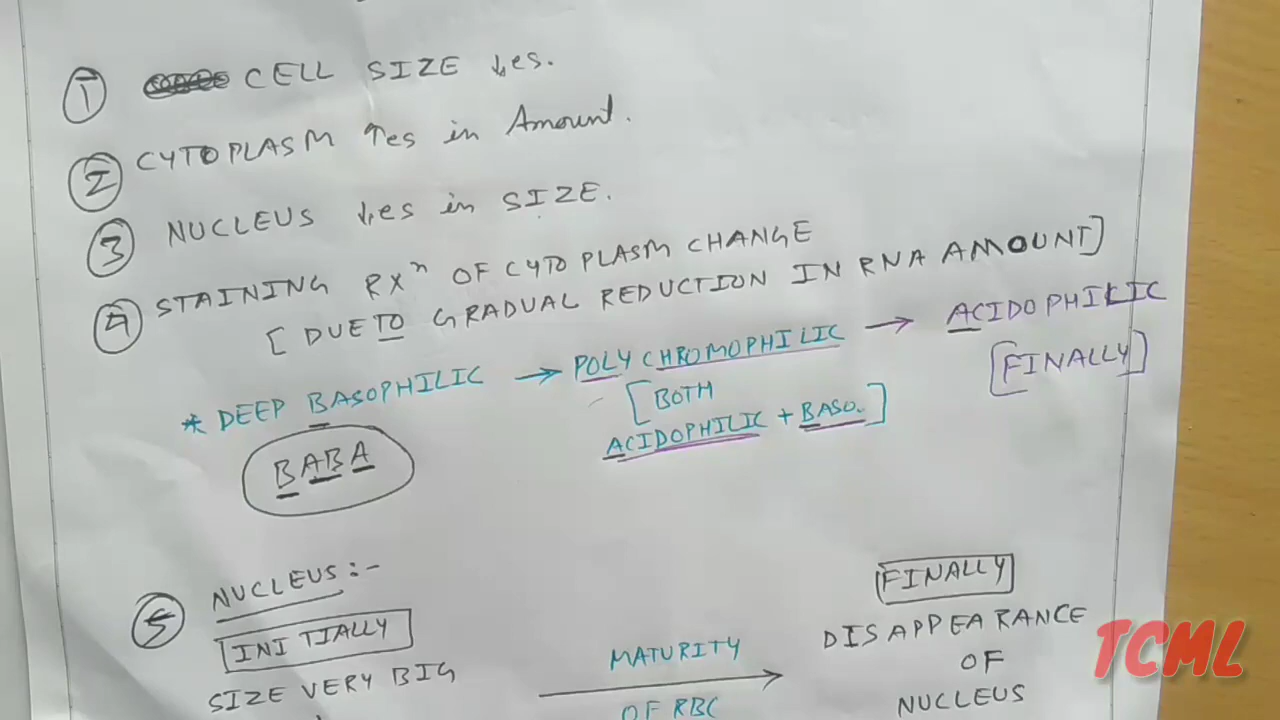 ① CELL SIZE ↓es.
② CYTOPLASM ↑es in Amount.
③ NUCLEUS ↓es in SIZE.
④ STAINING RXⁿ OF CYTOPLASM CHANGE
[DUE TO GRADUAL REDUCTION IN RNA AMOUNT]
* DEEP BASOPHILIC → POLYCHROMOPHILIC → ACIDOPHILIC
[BOTH ACIDOPHILIC + BASO.]
[FINALLY]
BABA
⑤ NUCLEUS :-
INITIALLY
SIZE VERY BIG
MATURITY
OF RBC
FINALLY
DISAPPEARANCE
OF
NUCLEUS
TCML